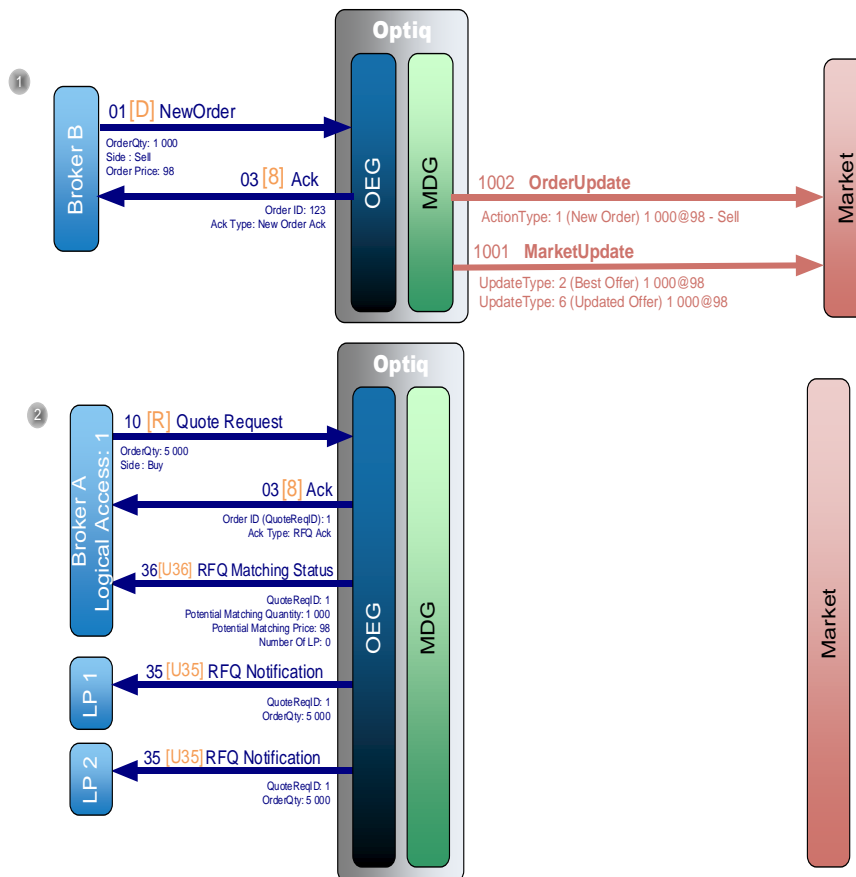 Optiq
1
01 [D] NewOrder
OrderQty: 1 000
Side : Sell
Order Price: 98
03 [8] Ack
Order ID: 123
Ack Type: New Order Ack
Broker B
OEG
MDG
1002 OrderUpdate
ActionType: 1 (New Order) 1 000@98 - Sell
1001 MarketUpdate
UpdateType: 2 (Best Offer) 1 000@98
UpdateType: 6 (Updated Offer) 1 000@98
Market
Optiq
2
10 [R] Quote Request
OrderQty: 5 000
Side : Buy
03 [8] Ack
Order ID (QuoteReqID): 1
Ack Type: RFQ Ack
36 [U36] RFQ Matching Status
QuoteReqID: 1
Potential Matching Quantity: 1 000
Potential Matching Price: 98
Number Of LP: 0
Broker A
Logical Access: 1
35 [U35] RFQ Notification
QuoteReqID: 1
OrderQty: 5 000
LP 1
35 [U35] RFQ Notification
QuoteReqID: 1
OrderQty: 5 000
LP 2
OEG
MDG
Market